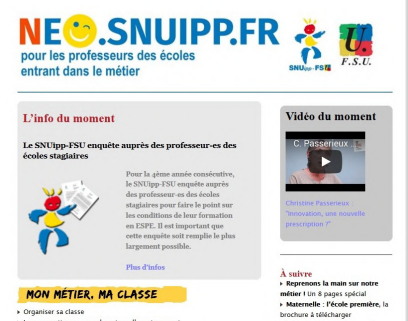 NEO.SNUIPP.FR
pour les professeurs des écoles
entrant dans le métier
SNUipp-FSU
U.
F.S.U.
L'info du moment
Le SNUipp-FSU enquête auprès des professeur-es des
écoles stagiaires
Pour la 4ème année consécutive,
le SNUipp-FSU enquête auprès
des professeur-es des écoles
stagiaires pour faire le point sur
les conditions de leur formation
en ESPE. Il est important que
cette enquête soit remplie le plus
largement possible.
Plus d'infos
MON MÉTIER, MA CLASSE
Organiser sa classe
Vidéo du moment
C. Passerieux ...
Christine Passerieux :
"Innovation, une nouvelle
prescription ?"
À suivre
Reprenons la main sur notre
métier ! Un 8 pages spécial
Maternelle : l'école première, la
brochure à télécharger